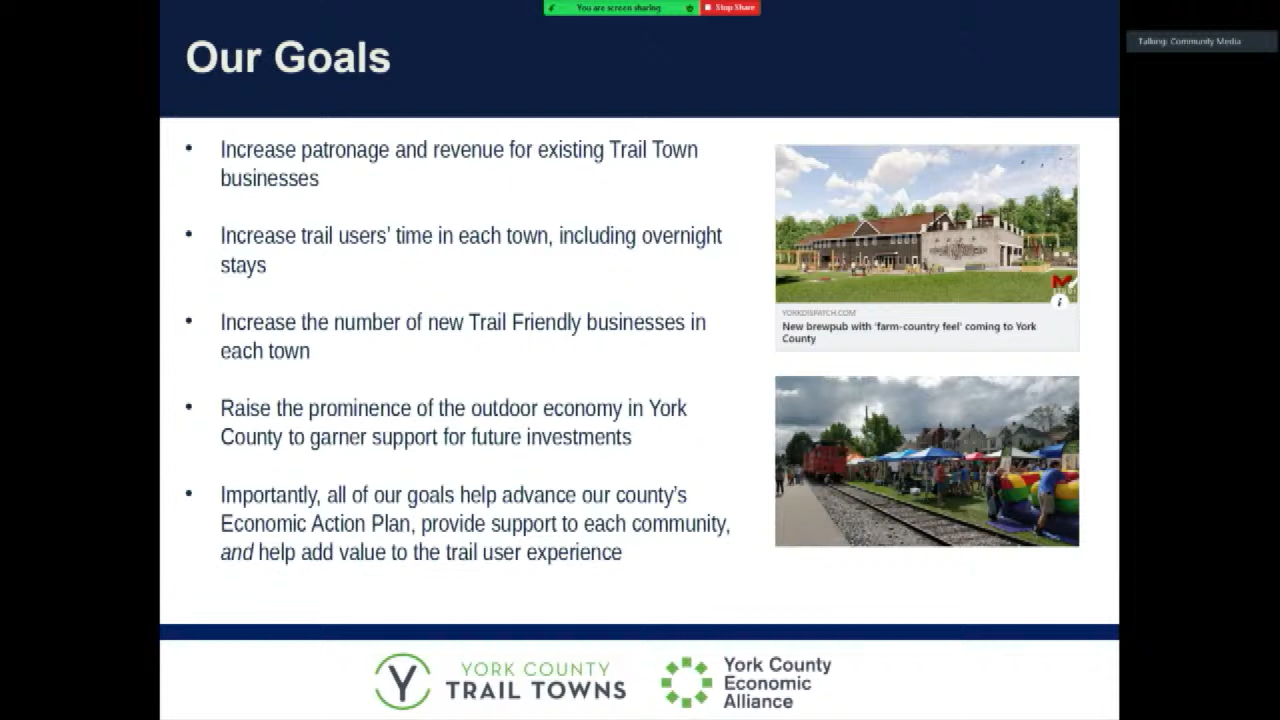 You are screen sharing
Stop Share
Talking: Community Media
Our Goals
• Increase patronage and revenue for existing Trail Town
businesses
• Increase trail users' time in each town, including overnight
stays
• Increase the number of new Trail Friendly businesses in
each town
• Raise the prominence of the outdoor economy in York
County to garner support for future investments
• Importantly, all of our goals help advance our county's
Economic Action Plan, provide support to each community,
and help add value to the trail user experience
YORKDISPATCH.COM
New brewpub with 'farm-country feel' coming to York
County
Y
YORK COUNTY
TRAIL TOWNS
York County
Economic
Alliance